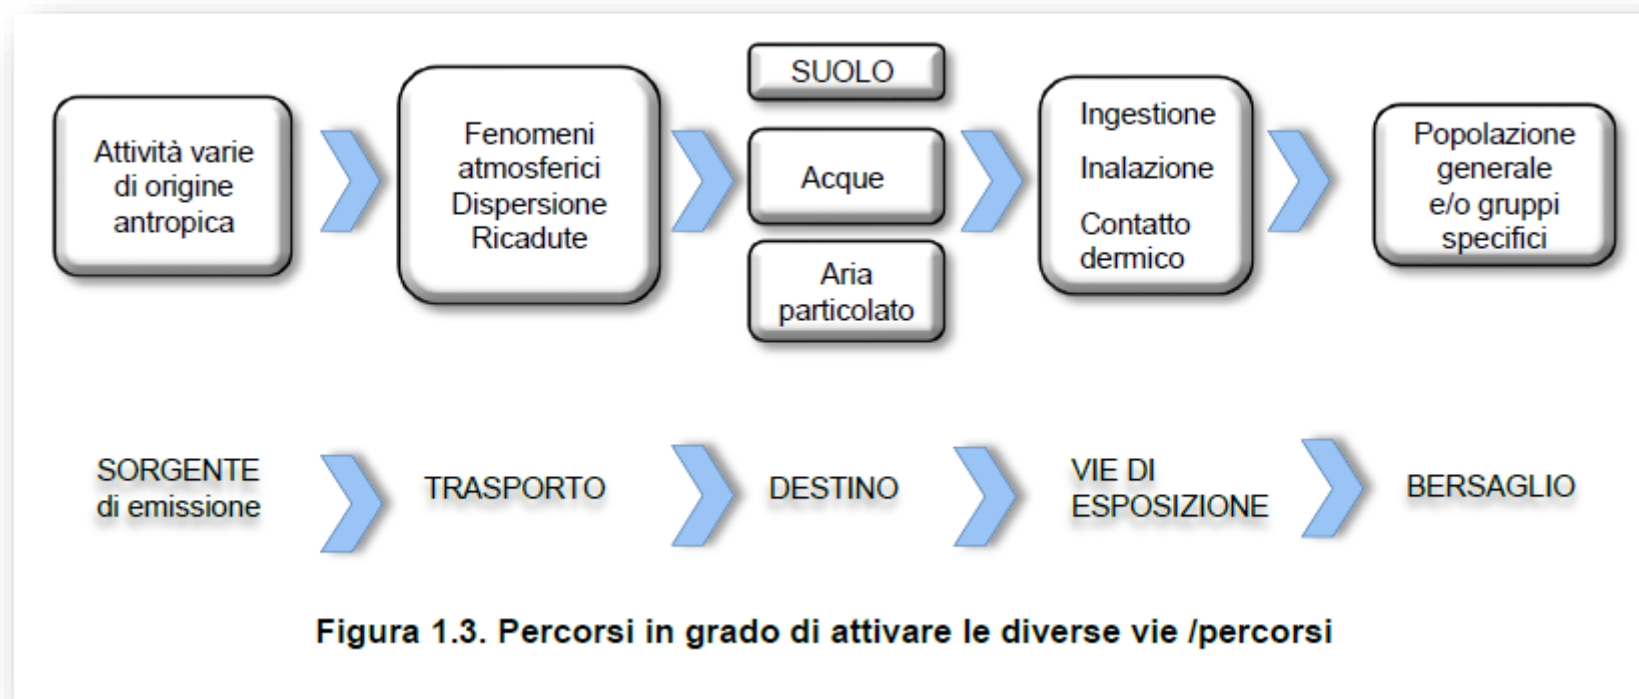 Attività varie
di origine
antropica
Fenomeni
atmosferici
Dispersione
Ricadute
SUOLO
Acque
Aria
particolato
Ingestione
Inalazione
Contatto
dermico
Popolazione
generale
e/o gruppi
specifici
SORGENTE
di emissione
TRASPORTO
DESTINO
VIE DI
ESPOSIZIONE
BERSAGLIO
Figura 1.3. Percorsi in grado di attivare le diverse vie /percorsi